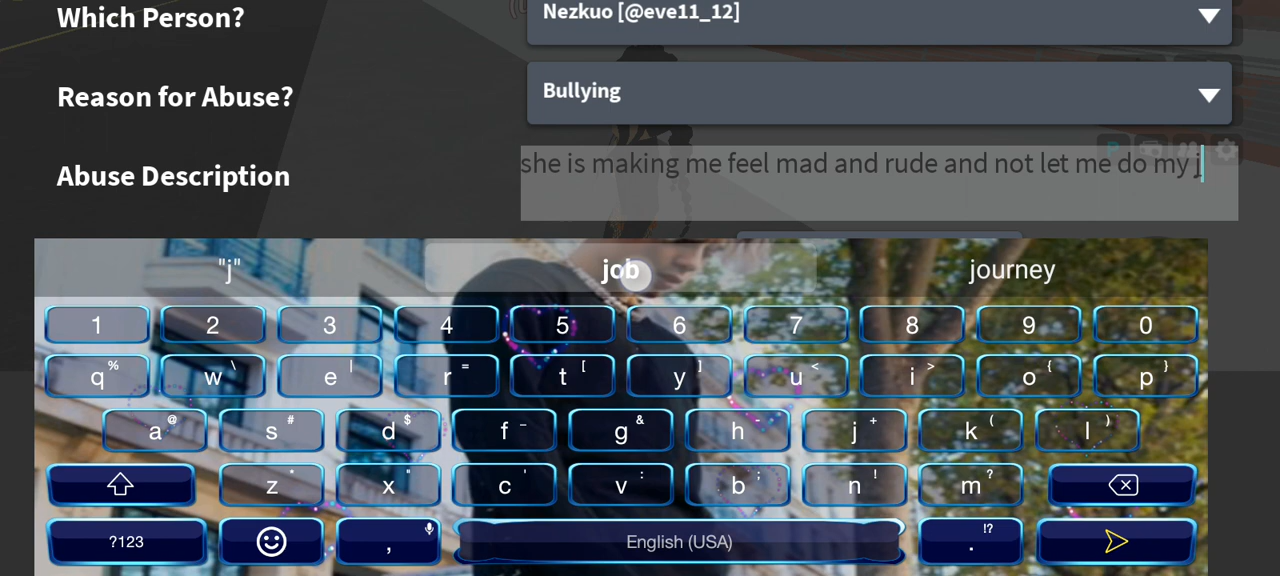 Which Person?
Nezkuo [@eve11_12]
Reason for Abuse?
Bullying
Abuse Description
she is making me feel mad and rude and not let me do my j
"j" job journey
1 2 3 4 5 6 7 8 9 0
q % w \ e | r = t [ y ] u < i > o { p }
a @ s # d $ f _ g & h - j + k ( l )
z * x " c ' v : b ; n ! m ?
?123 , English (USA) . !?